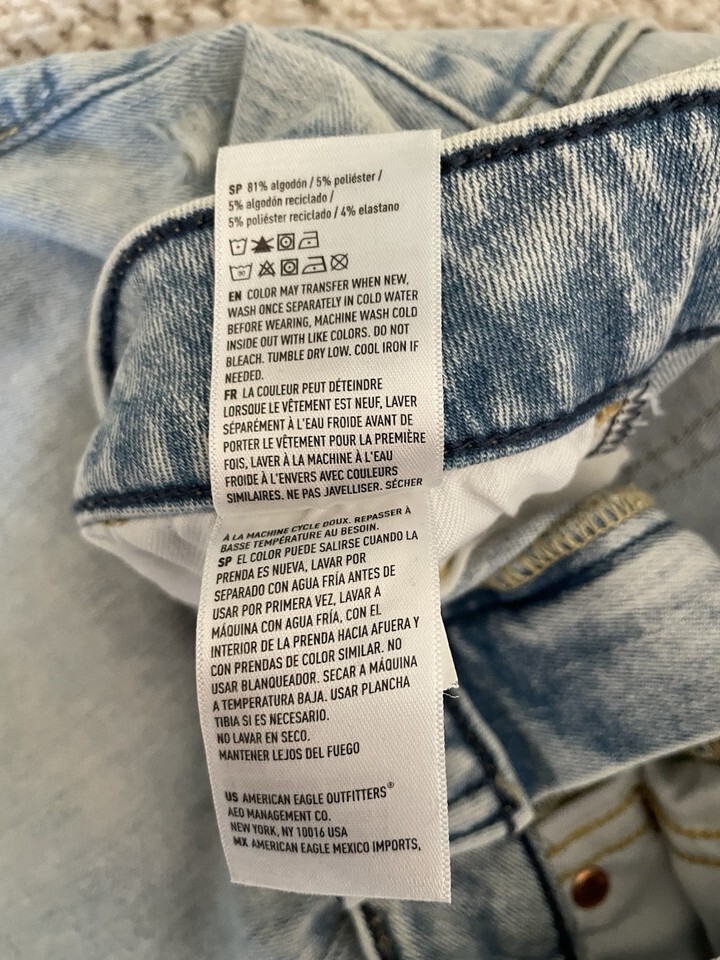 SP 81% algodón / 5% poliéster /
5% algodón reciclado /
5% poliéster reciclado / 4% elastano
EN COLOR MAY TRANSFER WHEN NEW,
WASH ONCE SEPARATELY IN COLD WATER
BEFORE WEARING, MACHINE WASH COLD
INSIDE OUT WITH LIKE COLORS. DO NOT
BLEACH. TUMBLE DRY LOW. COOL IRON IF
NEEDED.
FR LA COULEUR PEUT DÉTEINDRE
LORSQUE LE VÊTEMENT EST NEUF, LAVER
SÉPARÉMENT À L'EAU FROIDE AVANT DE
PORTER LE VÊTEMENT POUR LA PREMIÈRE
FOIS, LAVER À LA MACHINE À L'EAU
FROIDE À L'ENVERS AVEC COULEURS
SIMILAIRES. NE PAS JAVELLISER. SÉCHER
À LA MACHINE CYCLE DOUX. REPASSER À
BASSE TEMPÉRATURE AU BESOIN.
SP EL COLOR PUEDE SALIRSE CUANDO LA
PRENDA ES NUEVA, LAVAR POR
SEPARADO CON AGUA FRÍA ANTES DE
USAR POR PRIMERA VEZ, LAVAR A
MÁQUINA CON AGUA FRÍA, CON EL
INTERIOR DE LA PRENDA HACIA AFUERA Y
CON PRENDAS DE COLOR SIMILAR. NO
USAR BLANQUEADOR. SECAR A MÁQUINA
A TEMPERATURA BAJA. USAR PLANCHA
TIBIA SI ES NECESARIO.
NO LAVAR EN SECO.
MANTENER LEJOS DEL FUEGO
US AMERICAN EAGLE OUTFITTERS®
AEO MANAGEMENT CO.
NEW YORK, NY 10016 USA
MX AMERICAN EAGLE MEXICO IMPORTS,